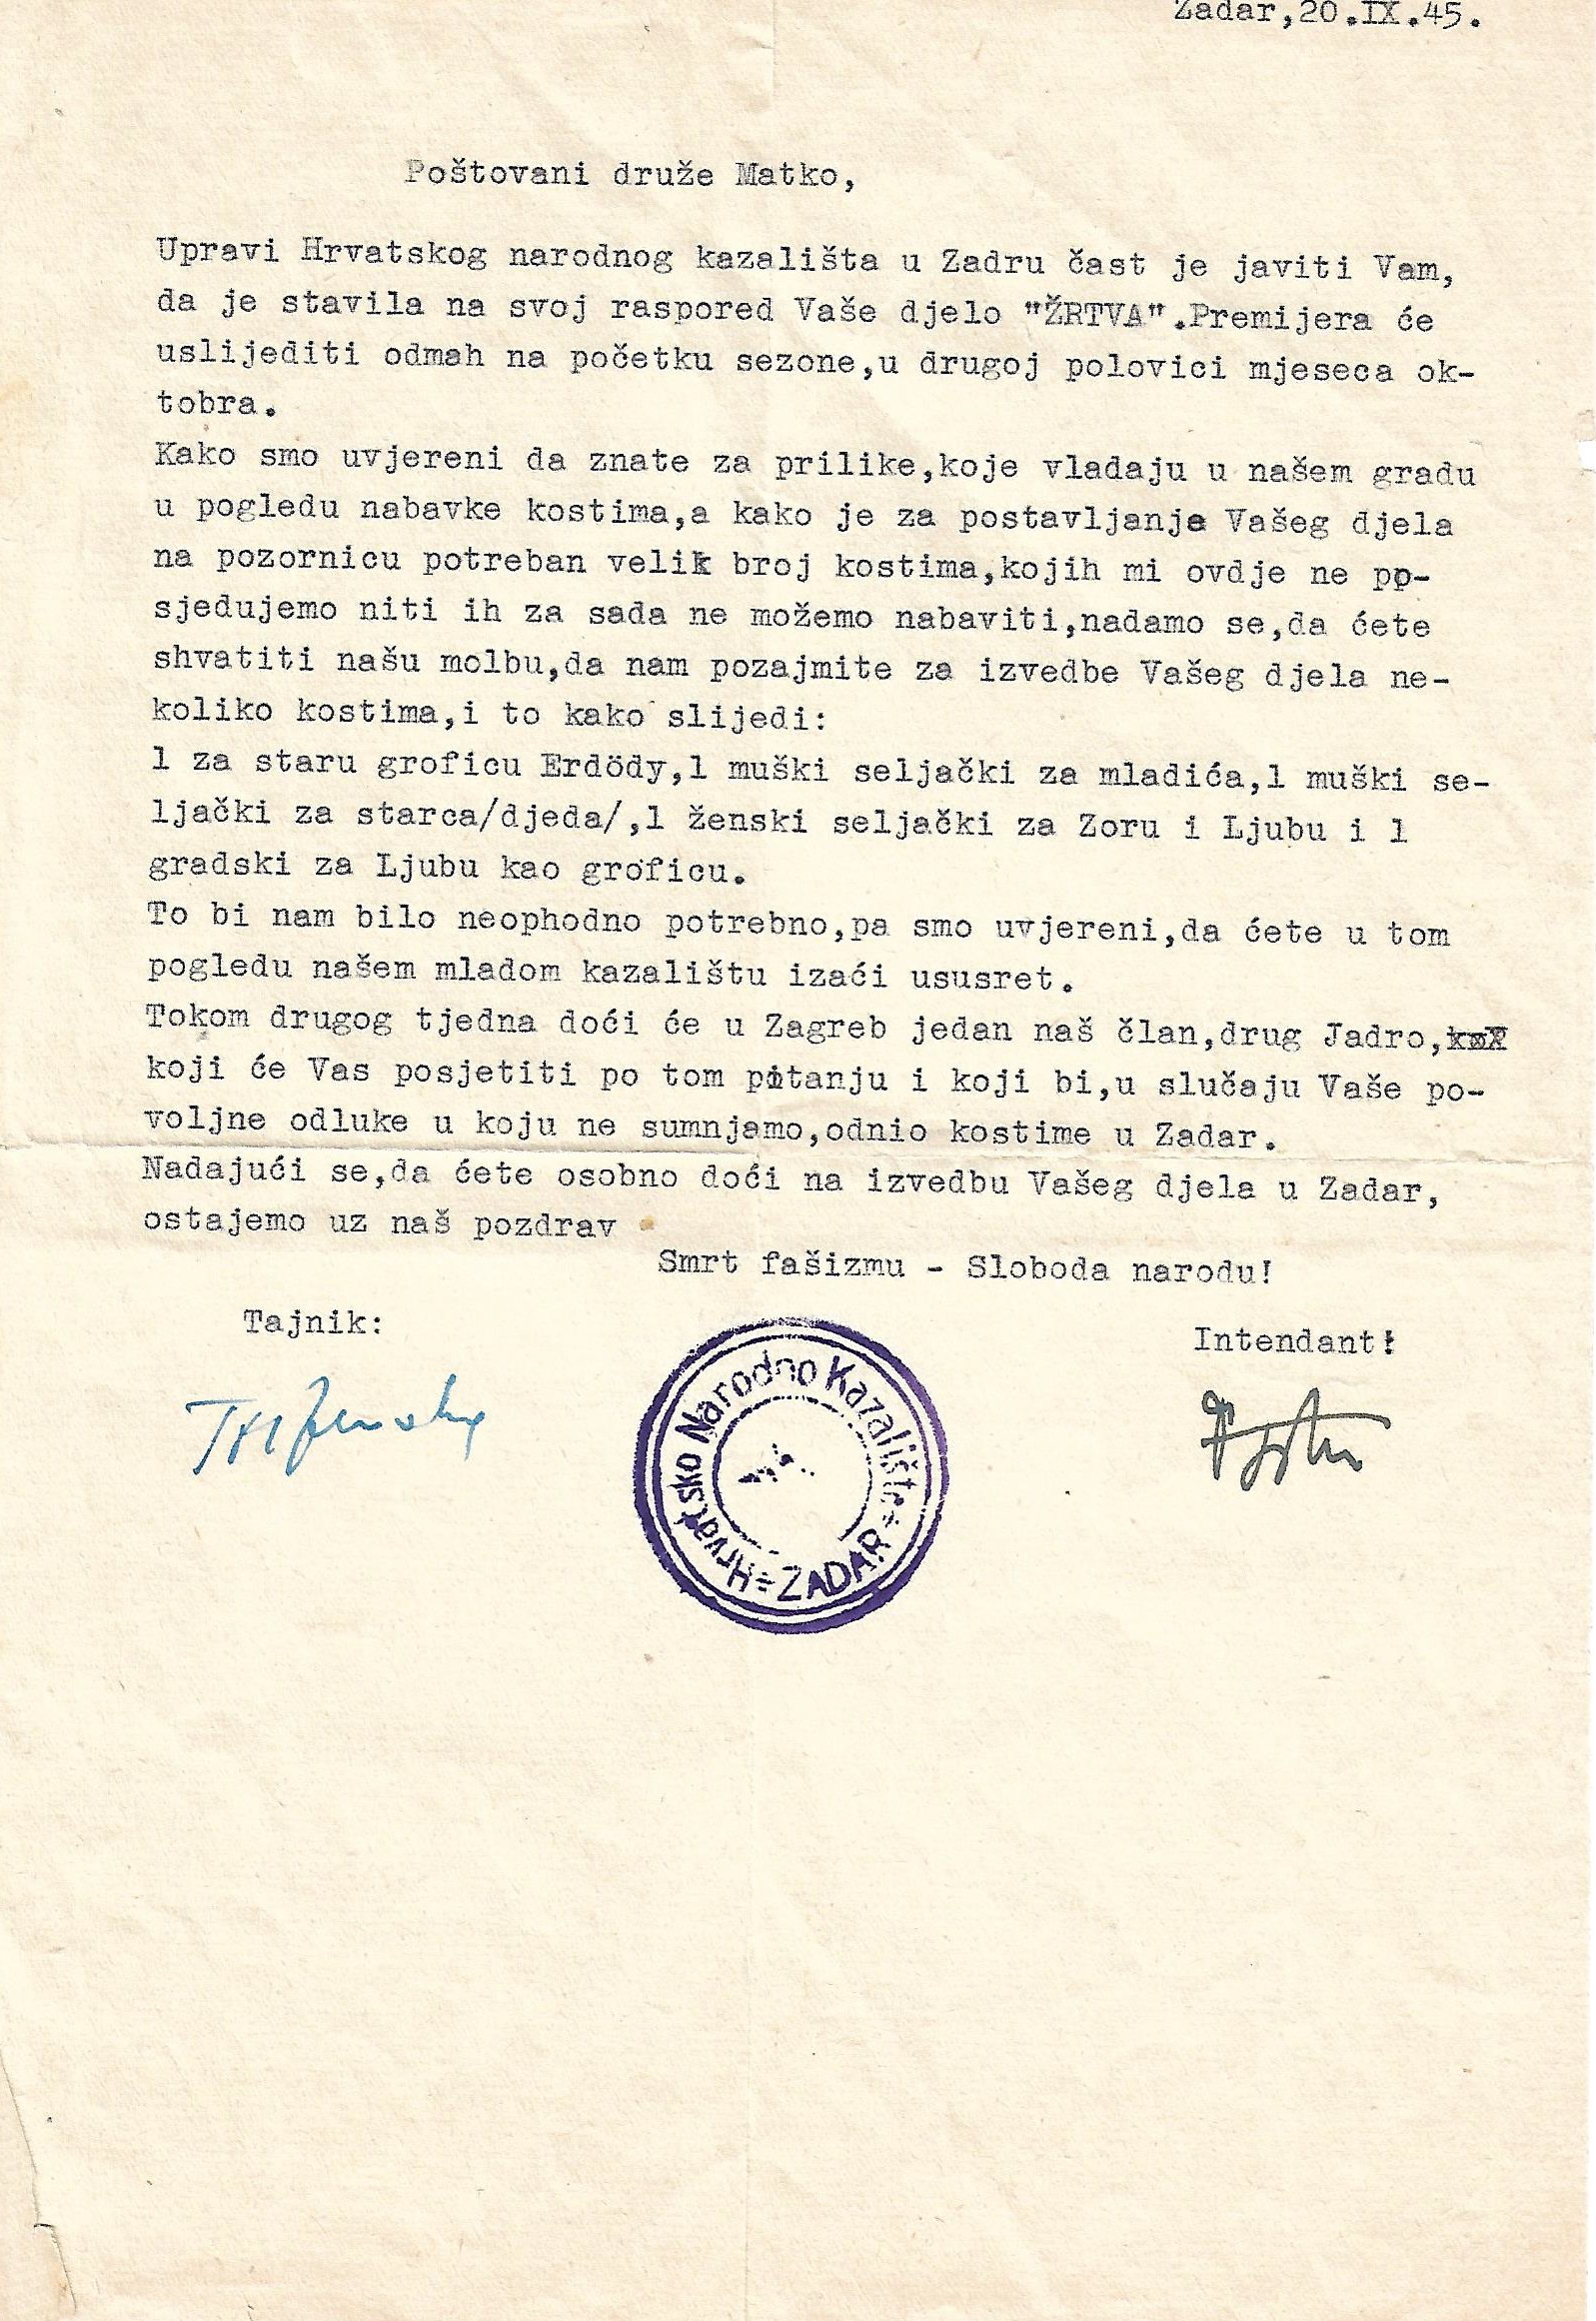 Zadar,20.IX.45.
Poštovani druže Matko,
Upravi Hrvatskog narodnog kazališta u Zadru čast je javiti Vam,
da je stavila na svoj raspored Vaše djelo "ŽRTVA".Premijera će
uslijediti odmah na početku sezone,u drugoj polovici mjeseca ok-
tobra.
Kako smo uvjereni da znate za prilike,koje vladaju u našem gradu
u pogledu nabavke kostima,a kako je za postavljanje Vašeg djela
na pozornicu potreban velik broj kostima,kojih mi ovdje ne po-
sjedujemo niti ih za sada ne možemo nabaviti,nadamo se,da ćete
shvatiti našu molbu,da nam pozajmite za izvedbe Vašeg djela ne-
koliko kostima,i to kako slijedi:
1 za staru groficu Erdödy,1 muški seljački za mladića,1 muški se-
ljački za starca/djeda/,1 ženski seljački za Zoru i Ljubu i 1
gradski za Ljubu kao groficu.
To bi nam bilo neophodno potrebno,pa smo uvjereni,da ćete u tom
pogledu našem mladom kazalištu izaći ususret.
Tokom drugog tjedna doći će u Zagreb jedan naš član,drug Jadro,
koji će Vas posjetiti po tom pitanju i koji bi,u slučaju Vaše po-
voljne odluke u koju ne sumnjamo,odnio kostime u Zadar.
Nadajući se,da ćete osobno doći na izvedbu Vašeg djela u Zadar,
ostajemo uz naš pozdrav
Smrt fašizmu - Sloboda narodu!
Tajnik:
Intendant:
Hrvatsko Narodno Kazalište
ZADAR